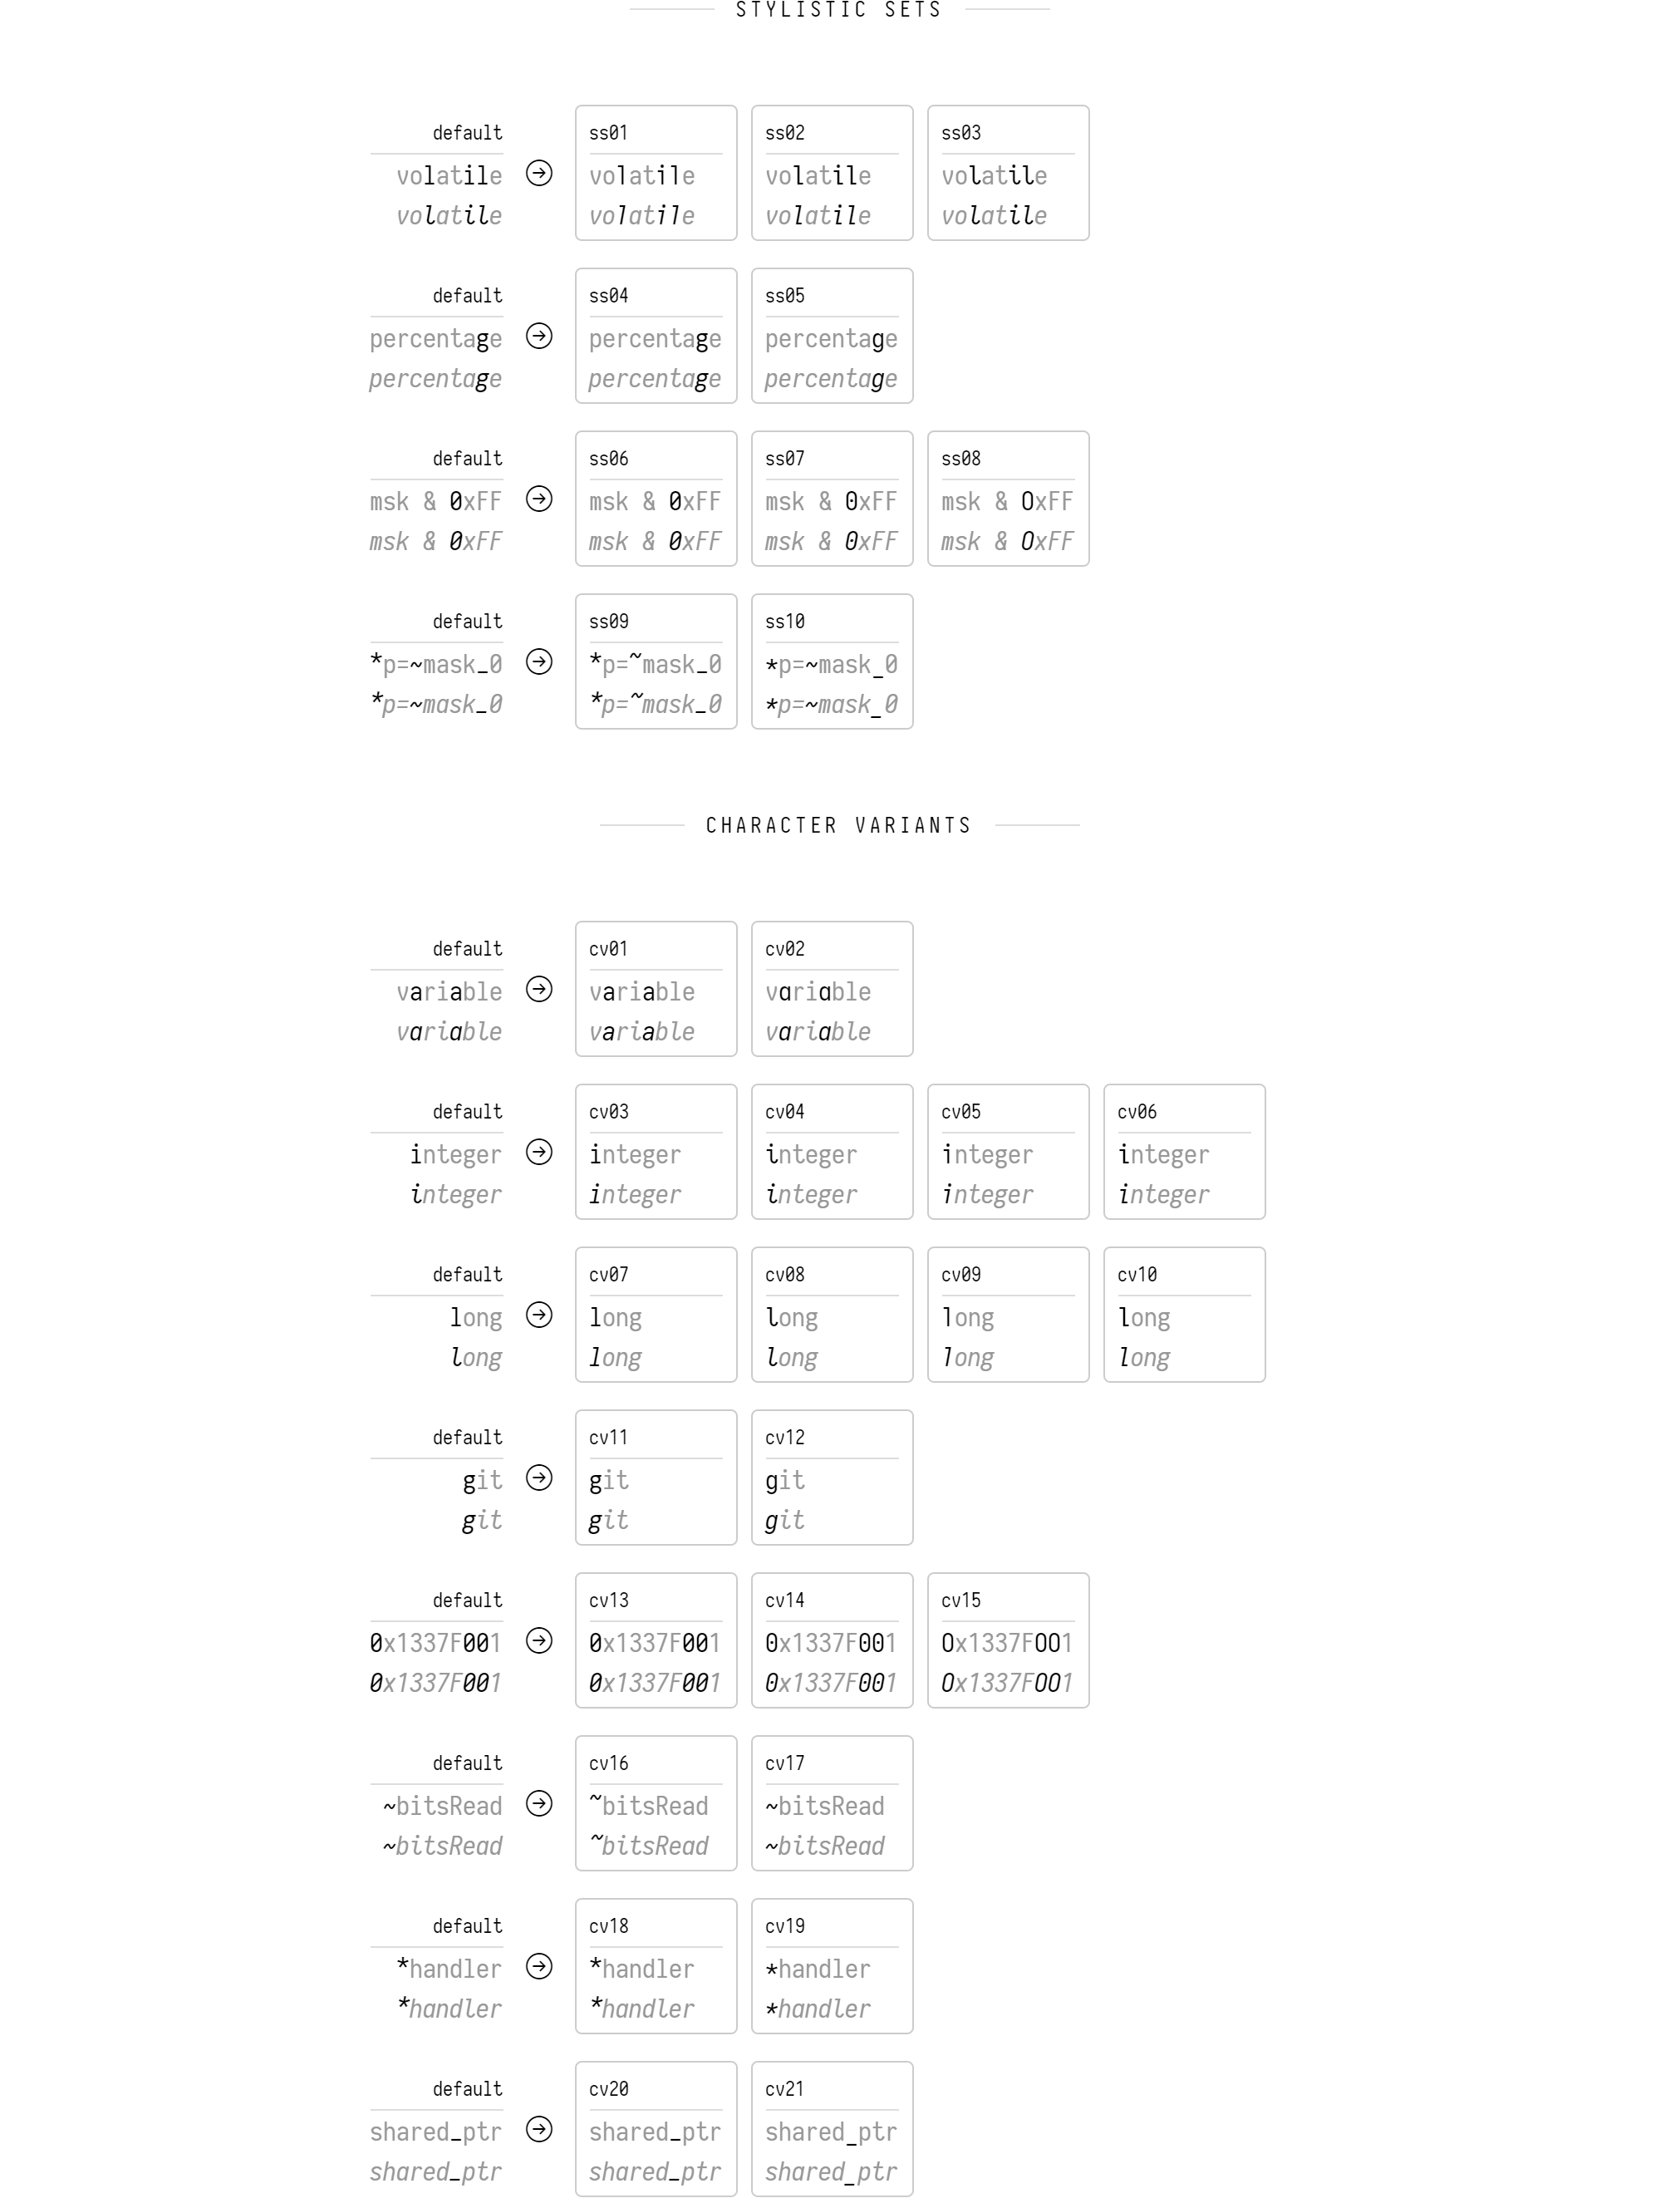 STYLISTIC SETS
default ss01 ss02 ss03
volatile volatile volatile volatile
volatile volatile volatile volatile
default ss04 ss05
percentage percentage percentage
percentage percentage percentage
default ss06 ss07 ss08
msk & 0xFF msk & 0xFF msk & 0xFF msk & 0xFF
msk & 0xFF msk & 0xFF msk & 0xFF msk & 0xFF
default ss09 ss10
*p=~mask_0 *p=~mask_0 *p=~mask_0
*p=~mask_0 *p=~mask_0 *p=~mask_0
CHARACTER VARIANTS
default cv01 cv02
variable variable variable
variable variable variable
default cv03 cv04 cv05 cv06
integer integer integer integer integer
integer integer integer integer integer
default cv07 cv08 cv09 cv10
long long long long long
long long long long long
default cv11 cv12
git git git
git git git
default cv13 cv14 cv15
0x1337F001 0x1337F001 0x1337F001 0x1337F001
0x1337F001 0x1337F001 0x1337F001 0x1337F001
default cv16 cv17
~bitsRead ~bitsRead ~bitsRead
~bitsRead ~bitsRead ~bitsRead
default cv18 cv19
*handler *handler *handler
*handler *handler *handler
default cv20 cv21
shared_ptr shared_ptr shared_ptr
shared_ptr shared_ptr shared_ptr